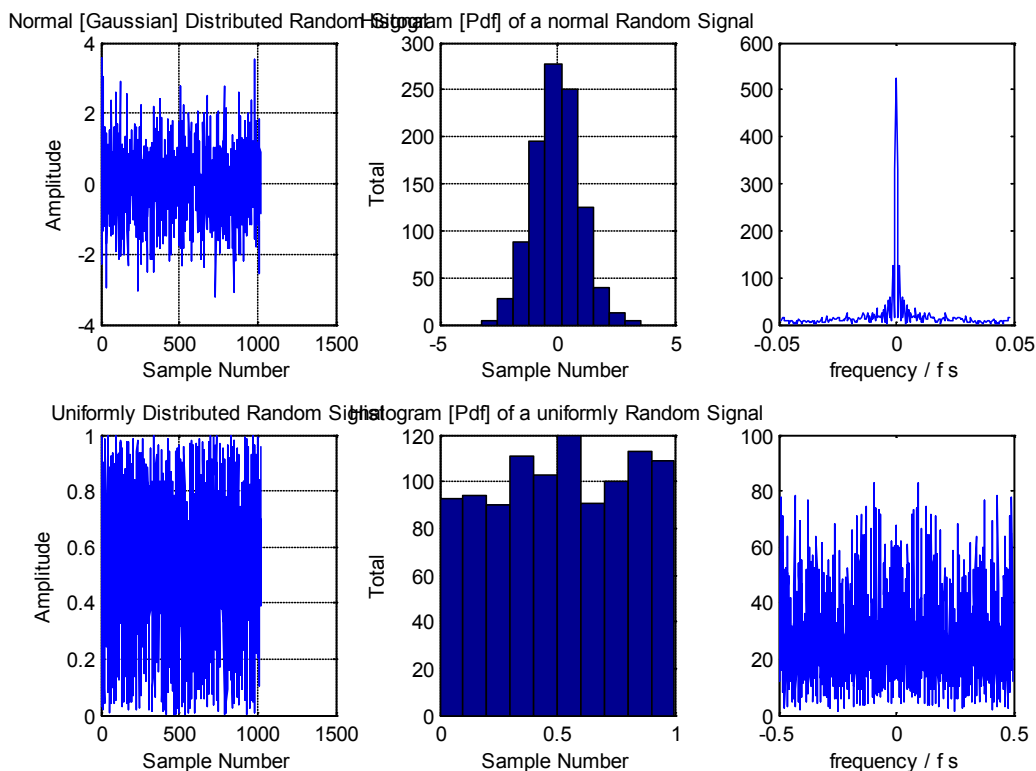 Normal [Gaussian] Distributed Random Signal
4
2
0
-2
-4
Amplitude
0 500 1000 1500
Sample Number
Histogram [Pdf] of a normal Random Signal
300
250
200
150
100
50
0
Total
-5 0 5
Sample Number
600
500
400
300
200
100
0
-0.05 0 0.05
frequency / f s
Uniformly Distributed Random Signal
1
0.8
0.6
0.4
0.2
0
Amplitude
0 500 1000 1500
Sample Number
Histogram [Pdf] of a uniformly Random Signal
120
100
80
60
40
20
0
Total
0 0.5 1
Sample Number
100
80
60
40
20
0
-0.5 0 0.5
frequency / f s